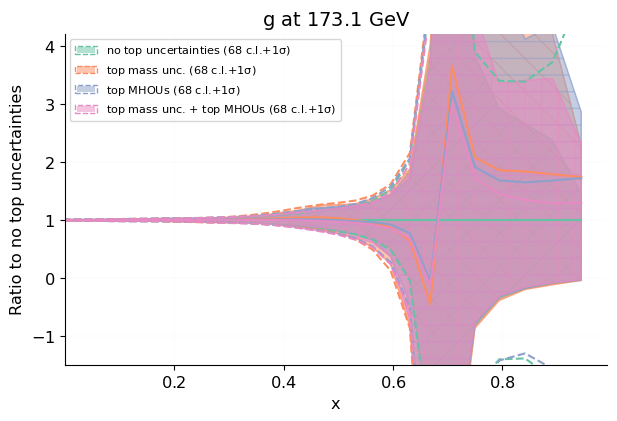 g at 173.1 GeV
no top uncertainties (68 c.l.+1σ)
top mass unc. (68 c.l.+1σ)
top MHOUs (68 c.l.+1σ)
top mass unc. + top MHOUs (68 c.l.+1σ)
Ratio to no top uncertainties
4
3
2
1
0
−1
0.2 0.4 0.6 0.8
x